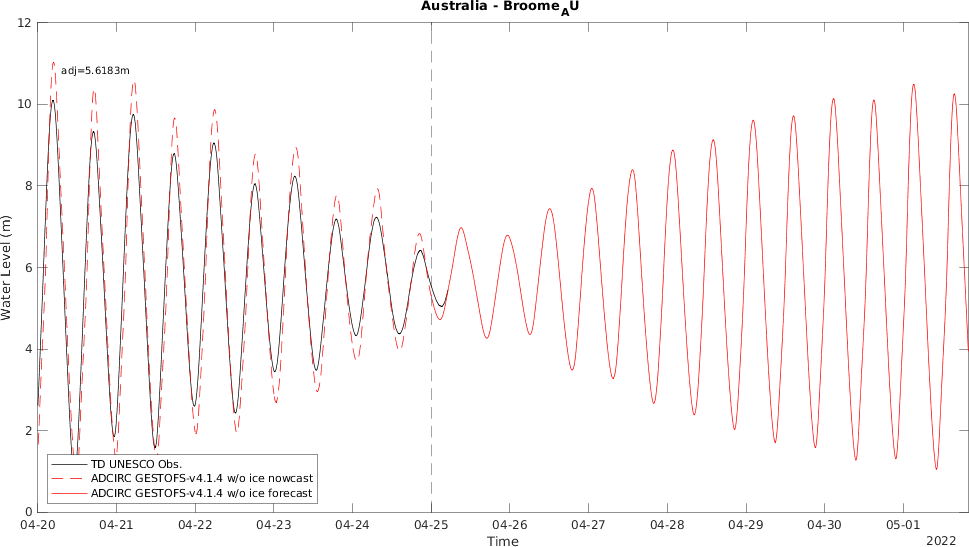 Australia - Broome_AU
adj=5.6183m
12
10
8
6
4
2
0
Water Level (m)
TD UNESCO Obs.
ADCIRC GESTOFS-v4.1.4 w/o ice nowcast
ADCIRC GESTOFS-v4.1.4 w/o ice forecast
04-20 04-21 04-22 04-23 04-24 04-25 04-26 04-27 04-28 04-29 04-30 05-01
Time
2022